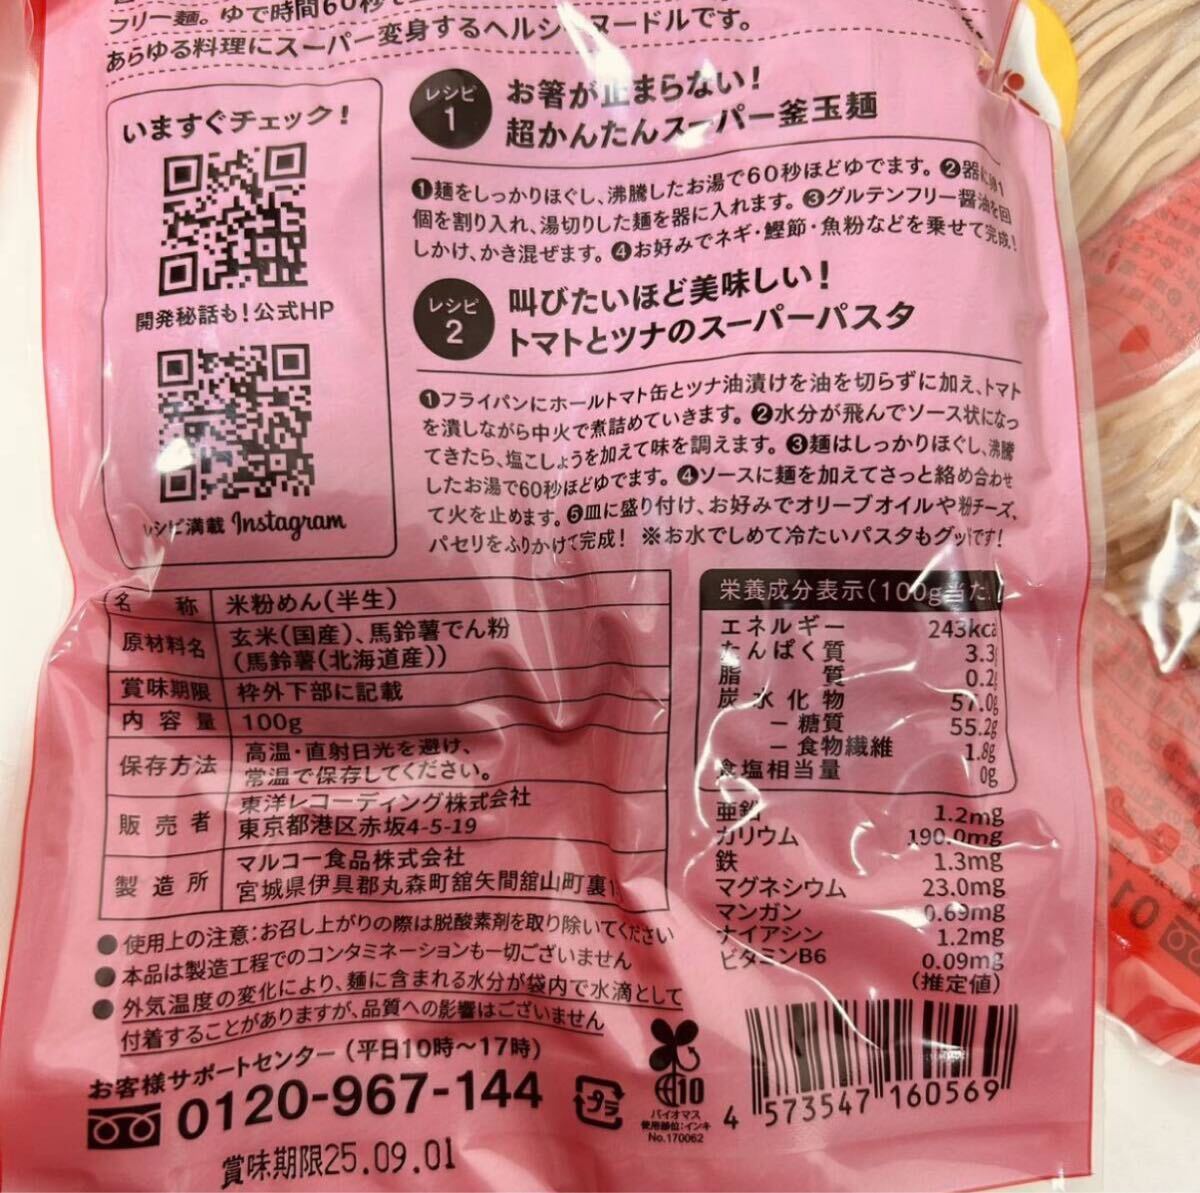 フリー麺。ゆで時間60秒で
あらゆる料理にスーパー変身するヘルシーヌードルです。
いますぐチェック!
開発秘話も!公式HP
レシピ満載 Instagram
レシピ
1
お箸が止まらない!
超かんたんスーパー釜玉麺
❶麺をしっかりほぐし、沸騰したお湯で60秒ほどゆでます。❷器に卵1
個を割り入れ、湯切りした麺を器に入れます。❸グルテンフリー醤油を回
しかけ、かき混ぜます。❹お好みでネギ・鰹節・魚粉などを乗せて完成!
レシピ
2
叫びたいほど美味しい!
トマトとツナのスーパーパスタ
❶フライパンにホールトマト缶とツナ油漬けを油を切らずに加え、トマト
を潰しながら中火で煮詰めていきます。❷水分が飛んでソース状になっ
てきたら、塩こしょうを加えて味を調えます。❸麺はしっかりほぐし、沸騰
したお湯で60秒ほどゆでます。❹ソースに麺を加えてさっと絡め合わせ
て火を止めます。❺皿に盛り付け、お好みでオリーブオイルや粉チーズ、
パセリをふりかけて完成! ※お水でしめて冷たいパスタもグッドです!
名称 米粉めん(半生)
原材料名 玄米(国産)、馬鈴薯でん粉
(馬鈴薯(北海道産))
賞味期限 枠外下部に記載
内容量 100g
保存方法 高温・直射日光を避け、
常温で保存してください。
販売者 東洋レコーディング株式会社
東京都港区赤坂4-5-19
製造所 マルコー食品株式会社
宮城県伊具郡丸森町舘矢間舘山町裏1
栄養成分表示(100g当た
エネルギー 243kcal
たんぱく質 3.3g
脂質 0.2g
炭水化物 57.0g
－糖質 55.2g
－食物繊維 1.8g
食塩相当量 0g
亜鉛 1.2mg
カリウム 190.0mg
鉄 1.3mg
マグネシウム 23.0mg
マンガン 0.69mg
ナイアシン 1.2mg
ビタミンB6 0.09mg
(推定値)
●使用上の注意:お召し上がりの際は脱酸素剤を取り除いてください
●本品は製造工程でのコンタミネーションも一切ございません
●外気温度の変化により、麺に含まれる水分が袋内で水滴として
付着することがありますが、品質への影響はございません
お客様サポートセンター(平日10時〜17時)
0120-967-144
プラ
10
バイオマス
使用部位:インキ
No.170062
4 573547 160569
賞味期限25.09.01